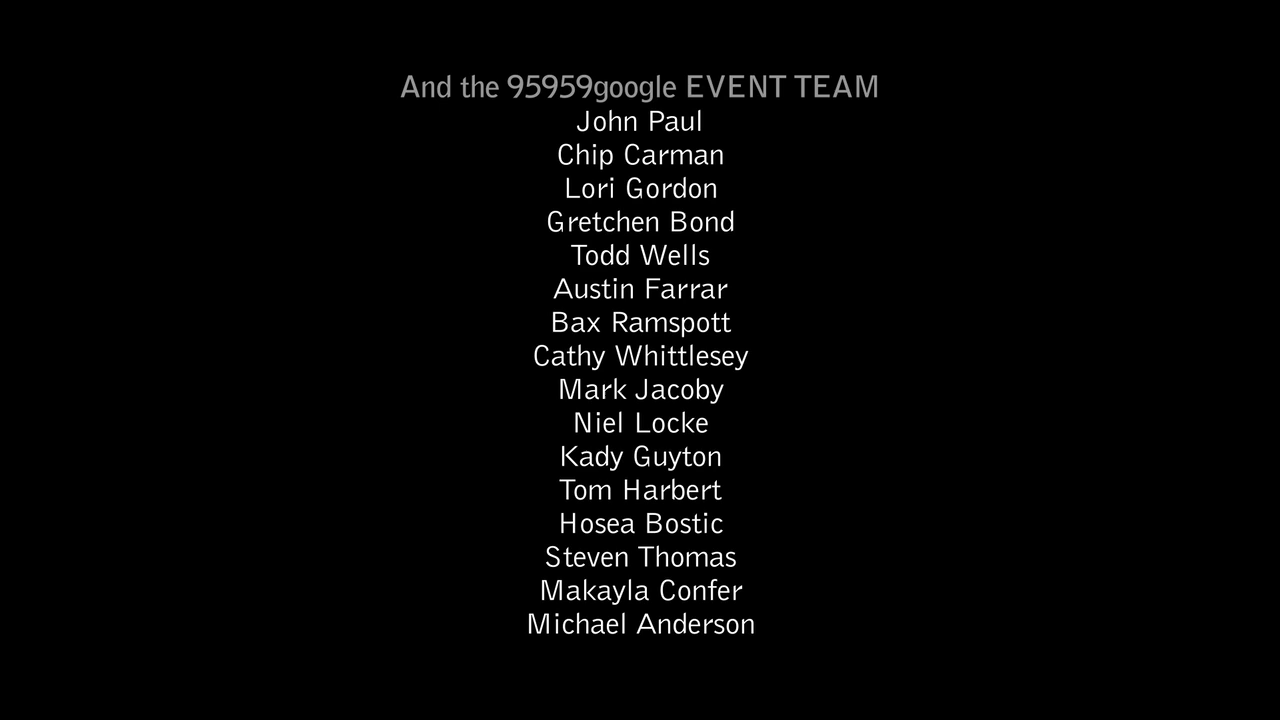 And the 95959google EVENT TEAM
John Paul
Chip Carman
Lori Gordon
Gretchen Bond
Todd Wells
Austin Farrar
Bax Ramspott
Cathy Whittlesey
Mark Jacoby
Niel Locke
Kady Guyton
Tom Harbert
Hosea Bostic
Steven Thomas
Makayla Confer
Michael Anderson